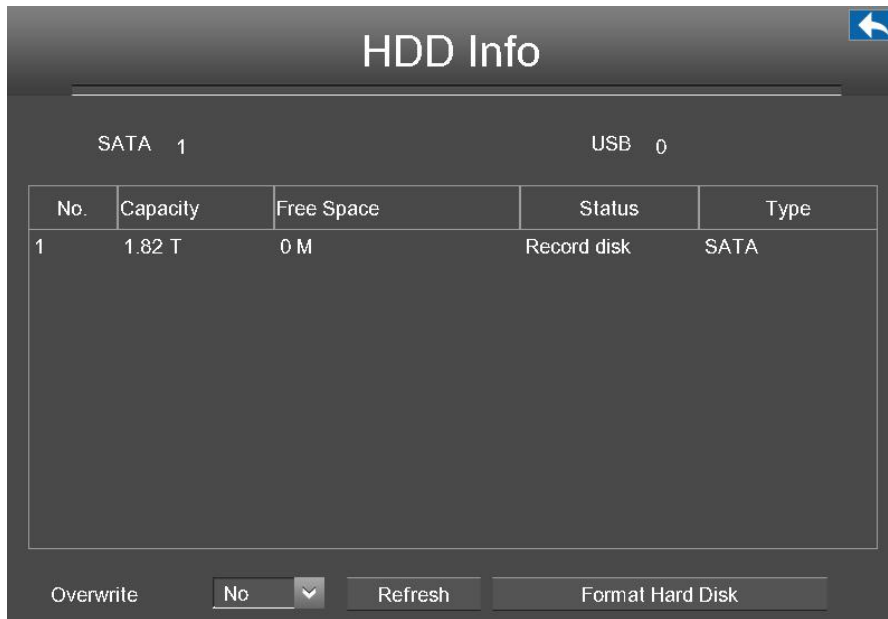 HDD Info
SATA 1 USB 0
No. Capacity Free Space Status Type
1 1.82 T 0 M Record disk SATA
Overwrite No Refresh Format Hard Disk